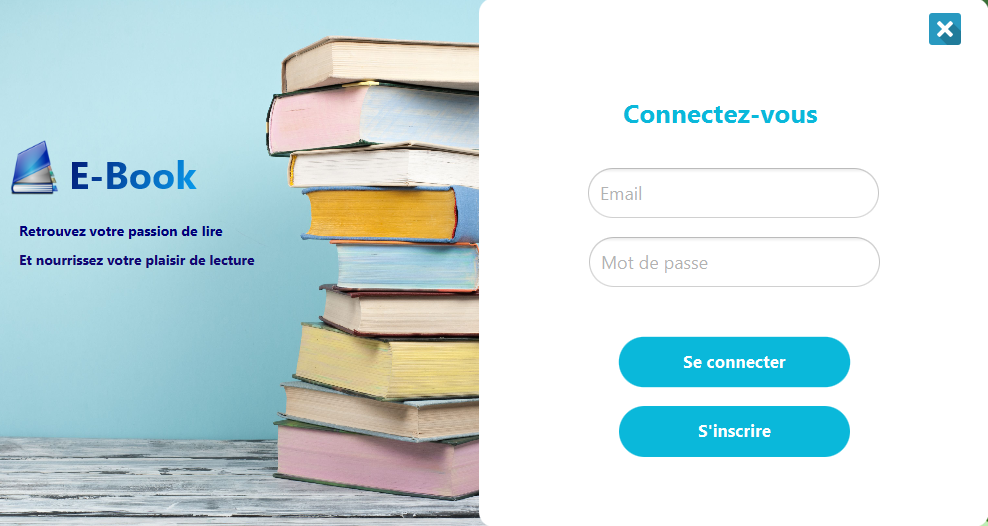 E-Book
Retrouvez votre passion de lire
Et nourrissez votre plaisir de lecture
Connectez-vous
Email
Mot de passe
Se connecter
S'inscrire